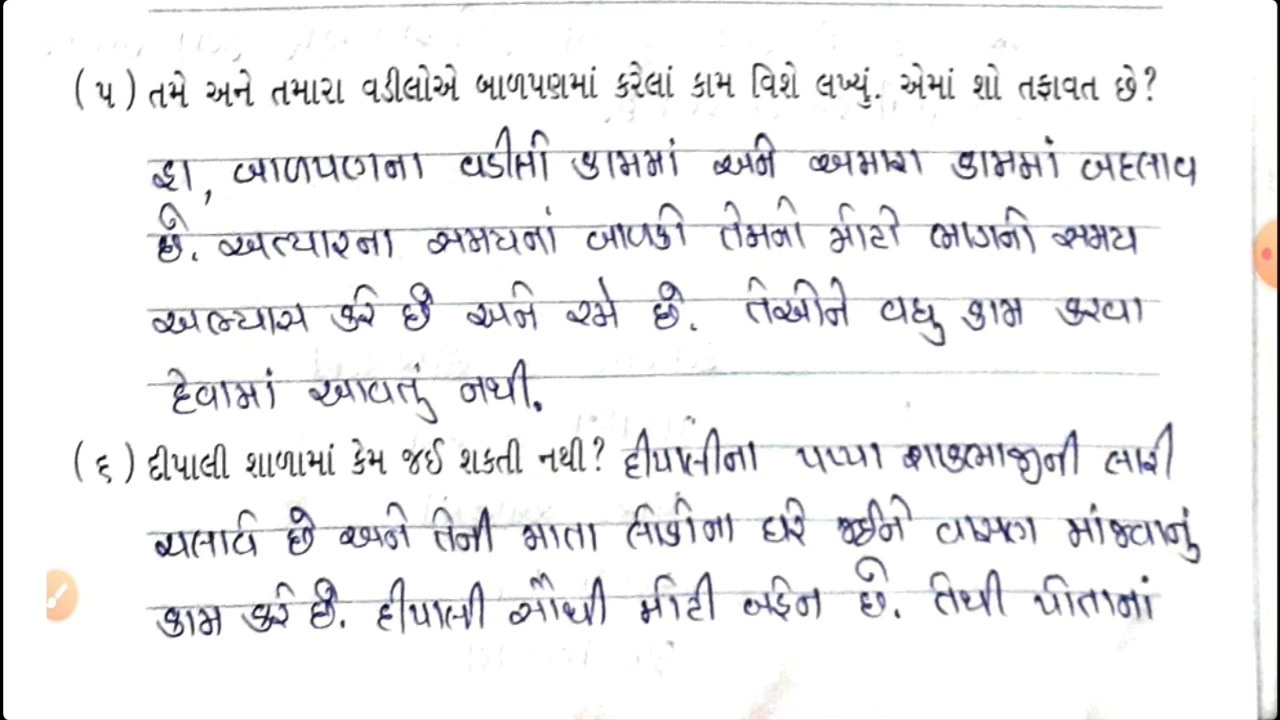 (૫) તમે અને તમારા વડીલોએ બાળપણમાં કરેલાં કામ વિશે લખ્યું. એમાં શો તફાવત છે?
હા, બાળપણના વડીલો કામમાં અને અમારા કામમાં બદલાવ
છે. અત્યારના સમયનાં બાળકો તેમનો મોટો ભાગનો સમય
અભ્યાસ કરે છે અને રમે છે. તેઓને વધુ કામ કરવા
દેવામાં આવતું નથી.
(૬) દીપાલી શાળામાં કેમ જઈ શકતી નથી? દીપાલીના પપ્પા શાકભાજીની લારી
ચલાવે છે અને તેની માતા લોકોના ઘરે જઈને વાસણ માંજવાનું
કામ કરે છે. દીપાલી સૌથી મોટી બહેન છે. તેથી પોતાનાં